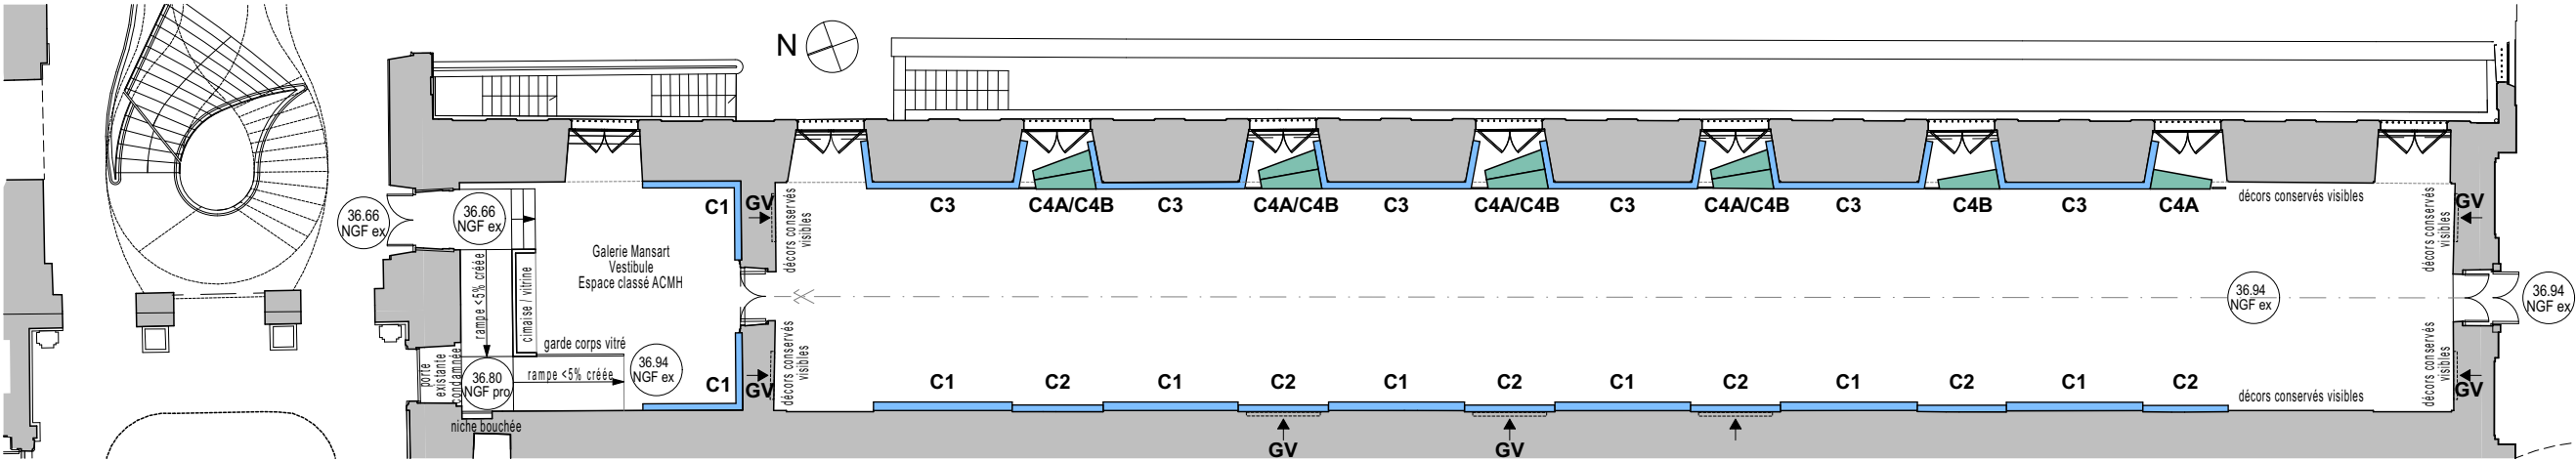 N
36.66
NGF ex
36.66
NGF ex
C1
GV
décors conservés
visibles
C3
C4A/C4B
C3
C4A/C4B
C3
C4A/C4B
C3
C4A/C4B
C3
C4B
C3
C4A
décors conservés visibles
décors conservés
visibles
GV
Galerie Mansart
Vestibule
Espace classé ACMH
rampe <5% créée
cimaise / vitrine
garde corps vitré
rampe <5% créée
36.94
NGF ex
36.80
NGF pro
porte
existante
condamnée
niche bouchée
C1
GV
décors conservés
visibles
C1
C2
C1
C2
C1
C2
C1
C2
C1
C2
C1
C2
décors conservés visibles
décors conservés
visibles
GV
36.94
NGF ex
36.94
NGF ex
GV
GV